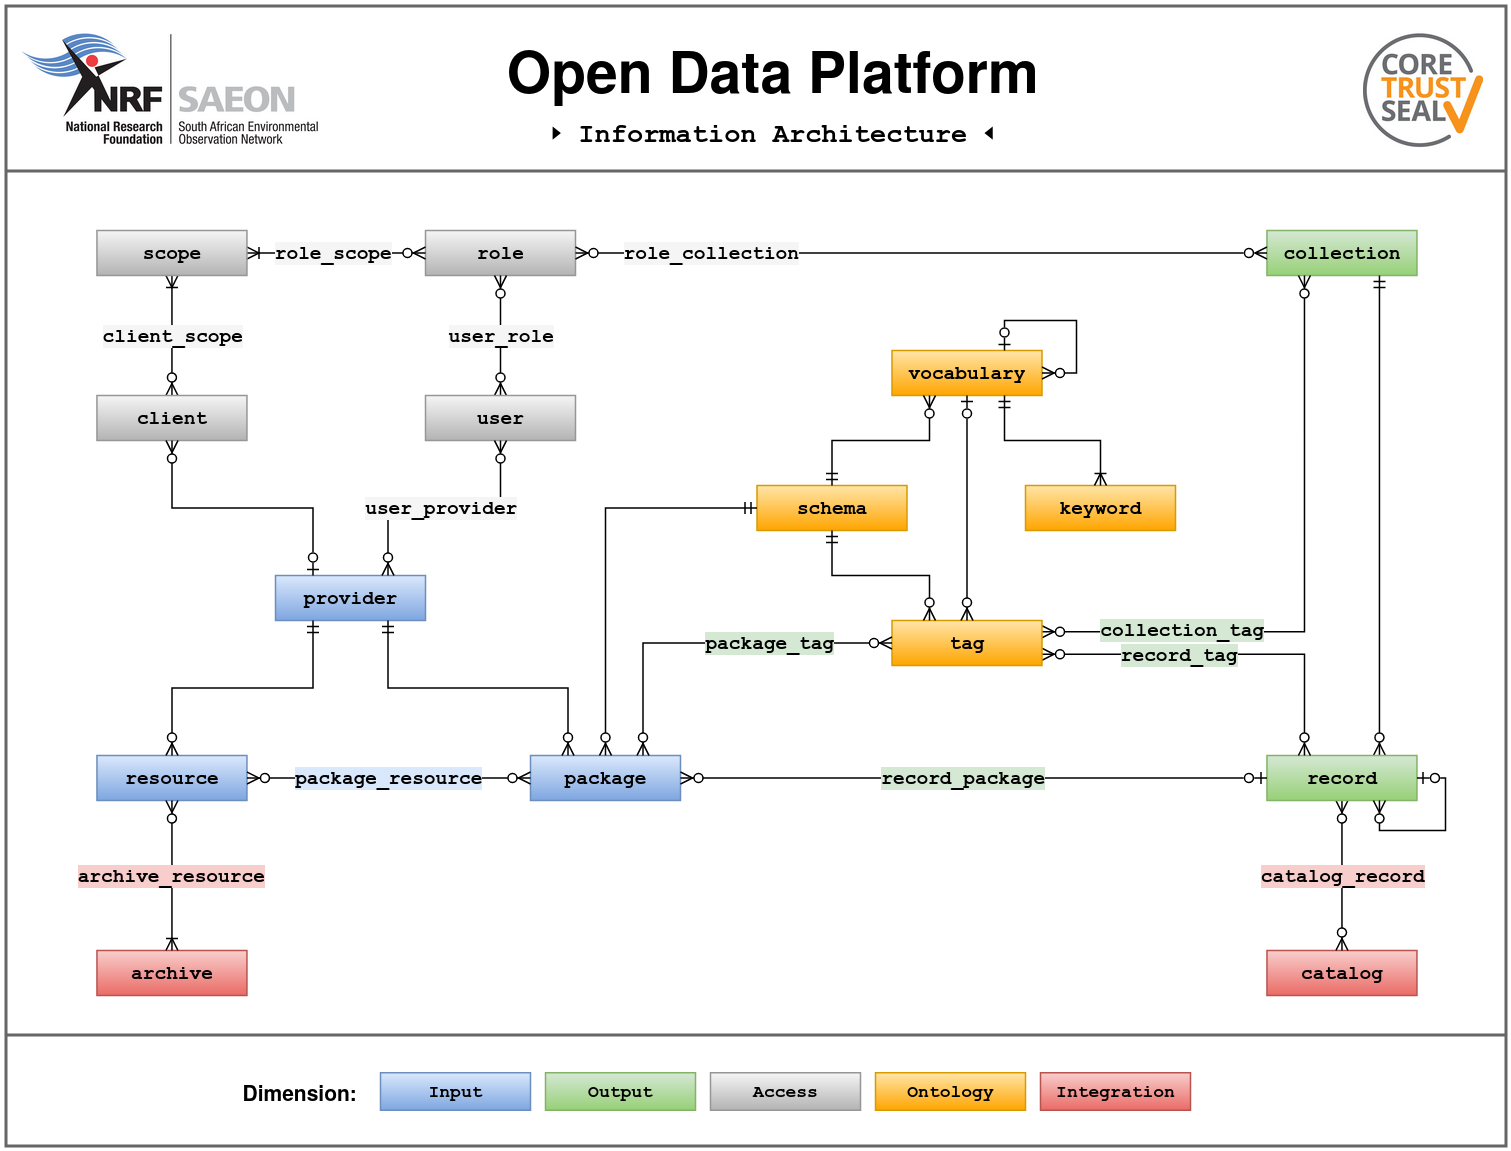 NRF
National Research
Foundation
SAEON
South African Environmental
Observation Network
Open Data Platform
Information Architecture
CORE
TRUST
SEAL
scope
role_scope
role
role_collection
collection
client_scope
user_role
vocabulary
client
user
user_provider
schema
keyword
provider
package_tag
tag
collection_tag
record_tag
resource
package_resource
package
record_package
record
archive_resource
catalog_record
archive
catalog
Dimension:
Input
Output
Access
Ontology
Integration